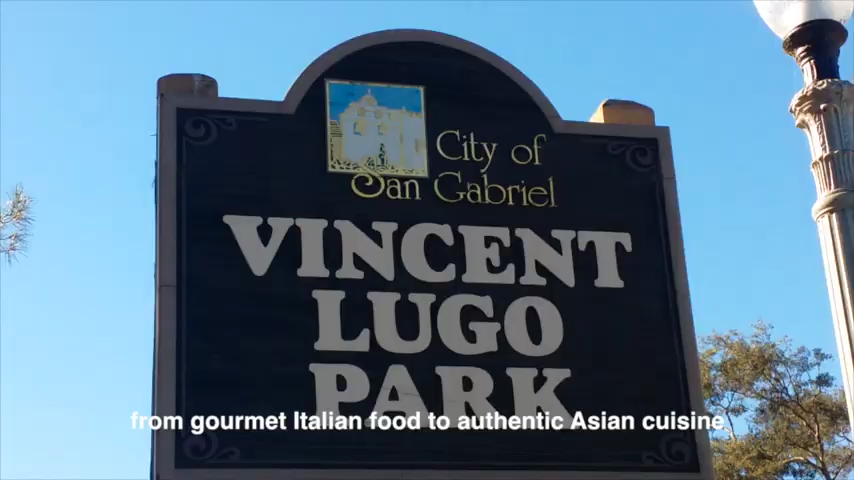 City of
San Gabriel
VINCENT
LUGO
PARK
from gourmet Italian food to authentic Asian cuisine